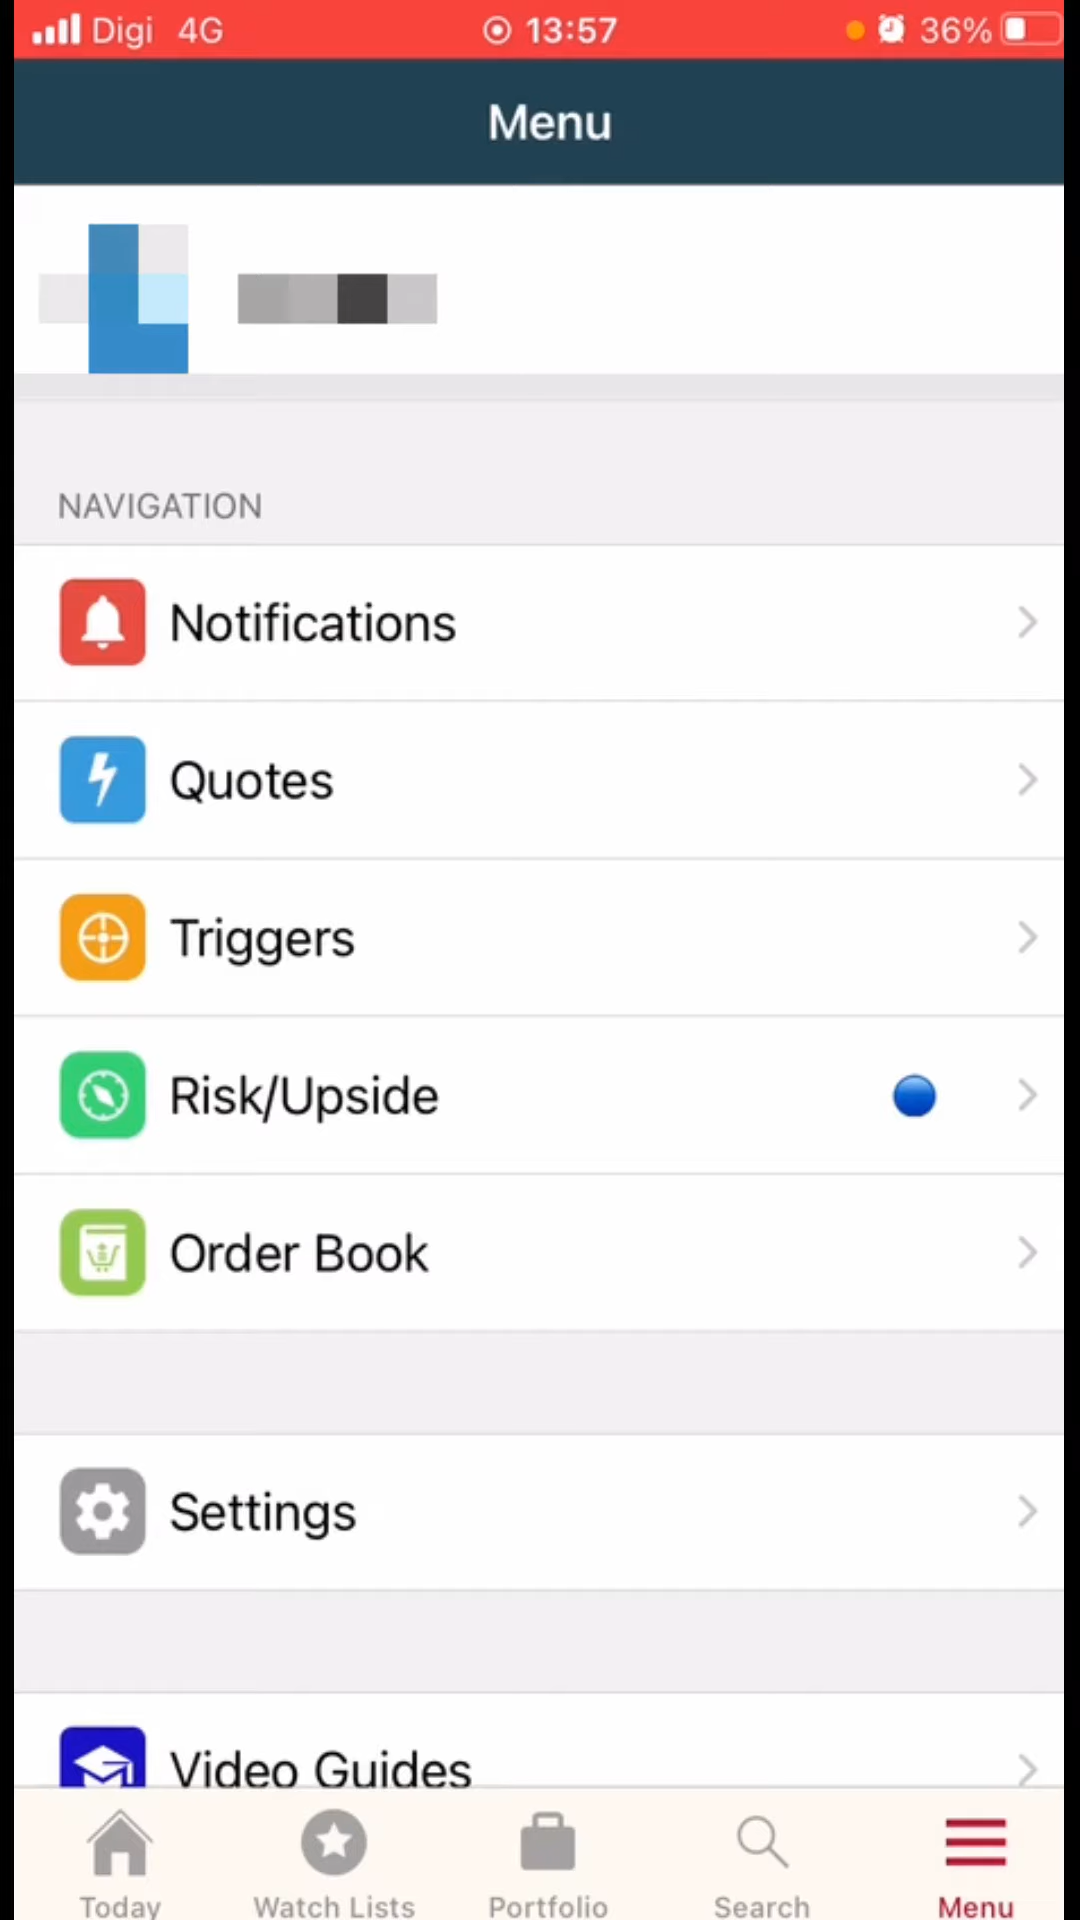 Digi 4G 13:57 36%
Menu
NAVIGATION
Notifications
Quotes
Triggers
Risk/Upside
Order Book
Settings
Video Guides
Today Watch Lists Portfolio Search Menu